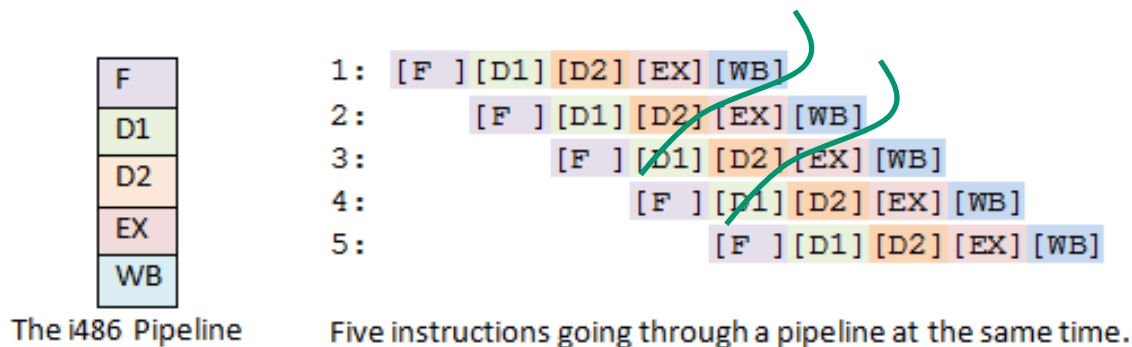 F
D1
D2
EX
WB
The i486 Pipeline
1: [F ][D1][D2][EX][WB]
2: [F ][D1][D2][EX][WB]
3: [F ][D1][D2][EX][WB]
4: [F ][D1][D2][EX][WB]
5: [F ][D1][D2][EX][WB]
Five instructions going through a pipeline at the same time.